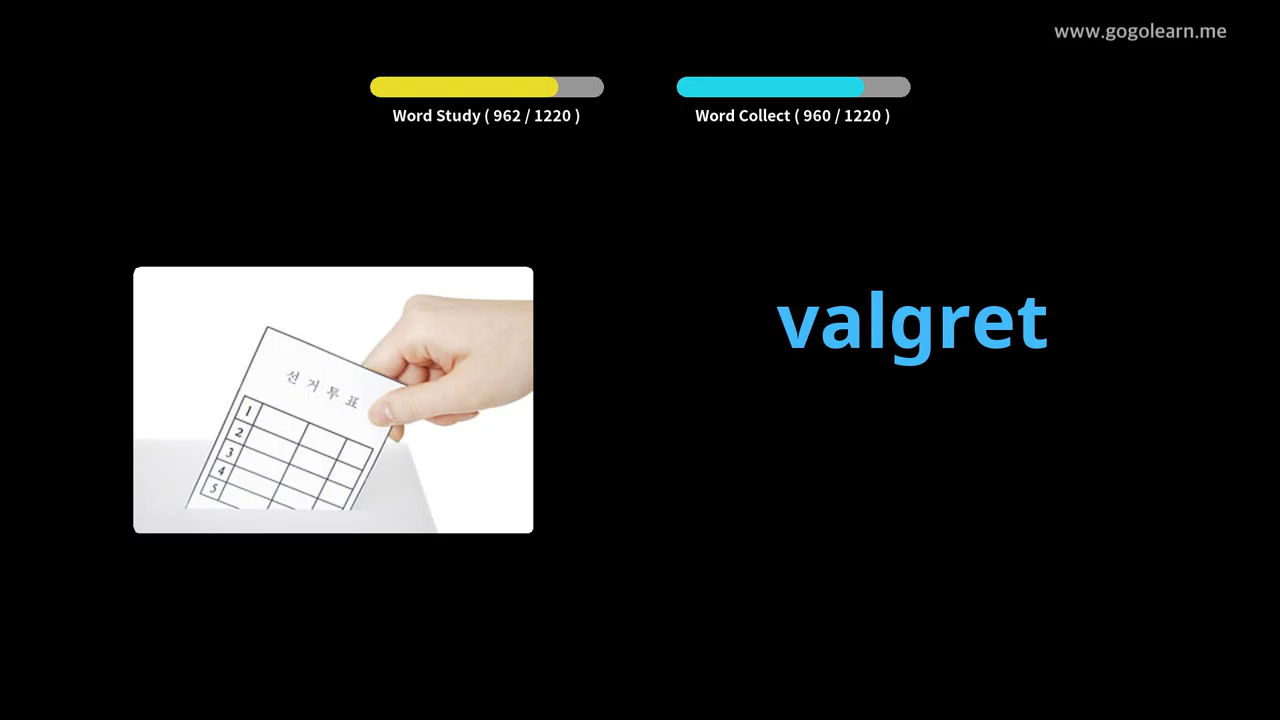 www.gogolearn.me
Word Study ( 962 / 1220 )
Word Collect ( 960 / 1220 )
valgret
선거투표
1
2
3
4
5